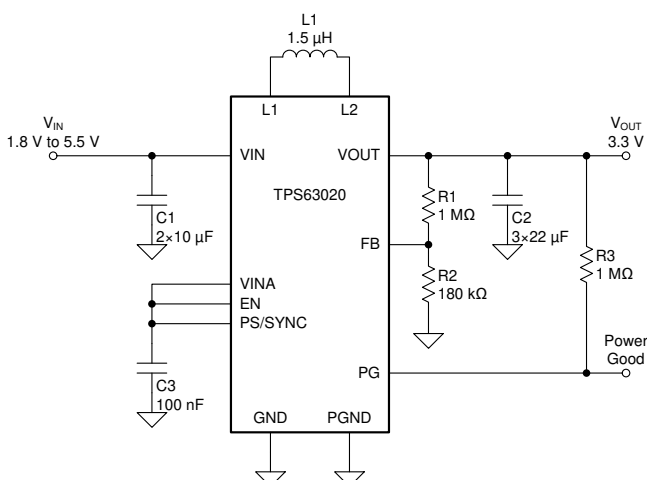 L1
1.5 µH
L1
L2
V_IN
1.8 V to 5.5 V
VIN
VOUT
V_OUT
3.3 V
TPS63020
R1
1 MΩ
C1
2×10 µF
C2
3×22 µF
FB
R3
1 MΩ
R2
180 kΩ
VINA
EN
PS/SYNC
Power
Good
PG
C3
100 nF
GND
PGND